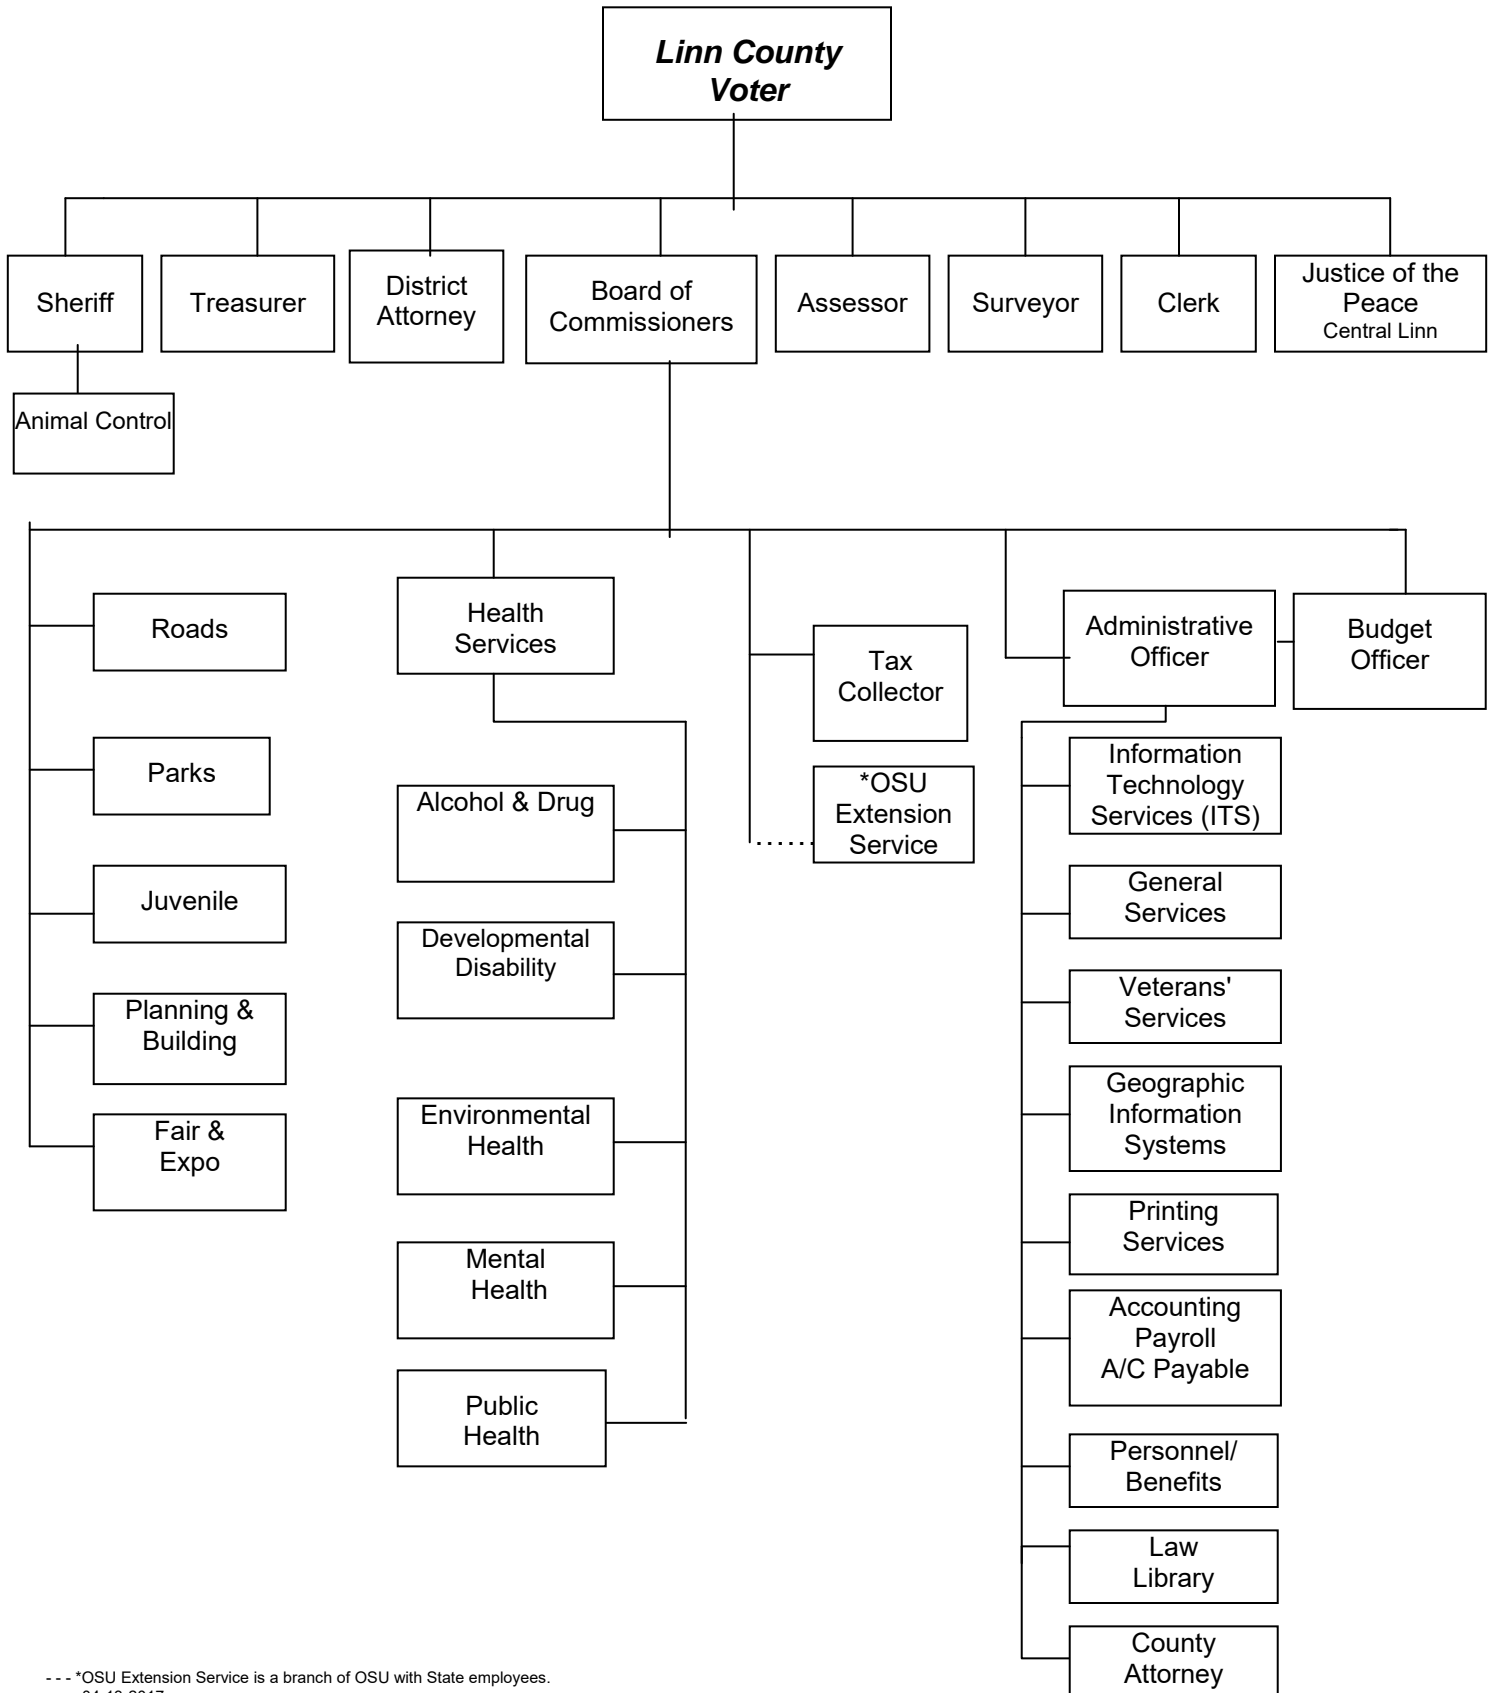 Linn County
Voter
Sheriff
Treasurer
District
Attorney
Board of
Commissioners
Assessor
Surveyor
Clerk
Justice of the
Peace
Central Linn
Animal Control
Roads
Parks
Juvenile
Planning &
Building
Fair &
Expo
Health
Services
Alcohol & Drug
Developmental
Disability
Environmental
Health
Mental
Health
Public
Health
Tax
Collector
*OSU
Extension
Service
Administrative
Officer
Budget
Officer
Information
Technology
Services (ITS)
General
Services
Veterans'
Services
Geographic
Information
Systems
Printing
Services
Accounting
Payroll
A/C Payable
Personnel/
Benefits
Law
Library
County
Attorney
- - - *OSU Extension Service is a branch of OSU with State employees.